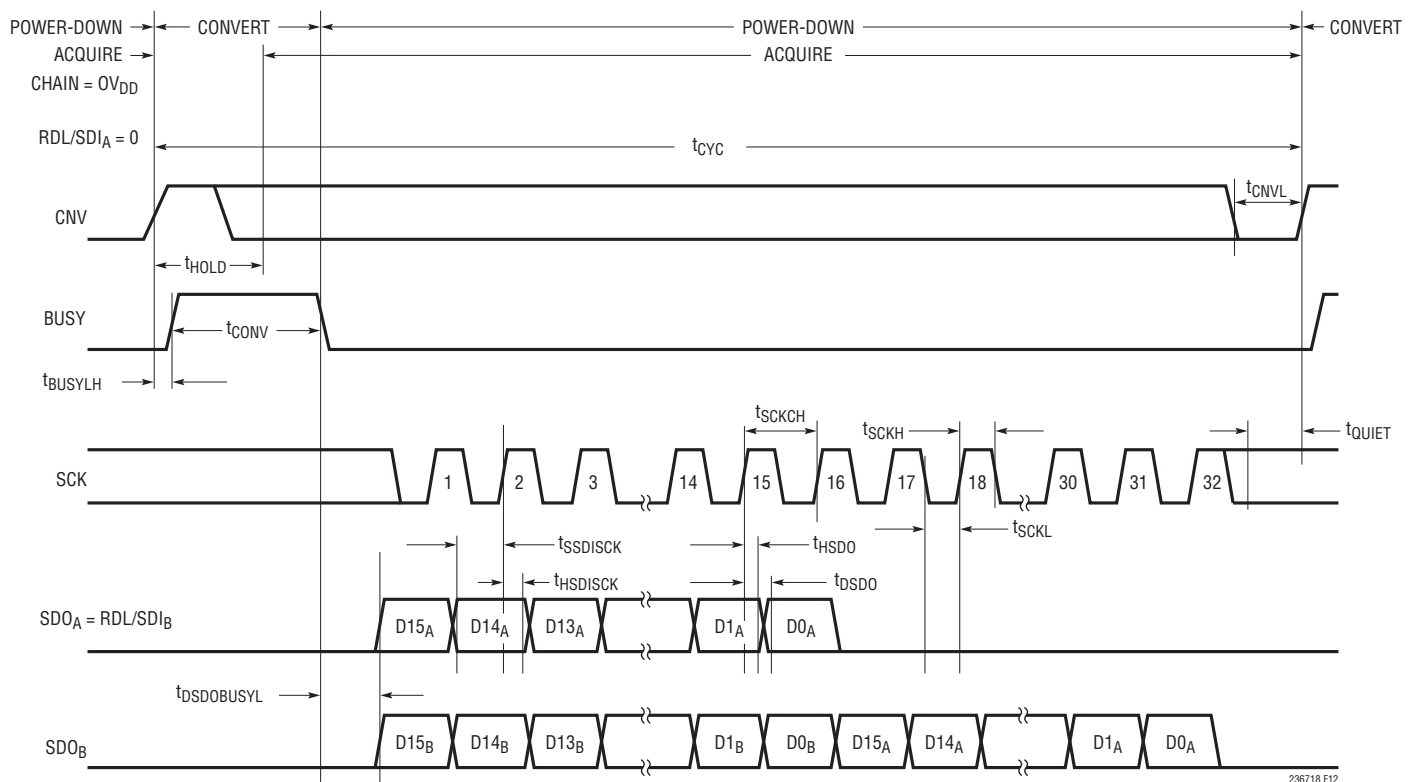 POWER-DOWN CONVERT POWER-DOWN CONVERT
ACQUIRE ACQUIRE
CHAIN = OVDD
RDL/SDIA = 0
tCYC
tCNVL
CNV
tHOLD
BUSY
tCONV
tBUSYLH
tSCKCH
tSCKH
tQUIET
SCK 1 2 3 14 15 16 17 18 30 31 32
tSCKL
tSSDISCK tHSDO
tHSDISCK tDSDO
SDOA = RDL/SDIB D15A D14A D13A D1A D0A
tDSDOBUSYL
SDOB D15B D14B D13B D1B D0B D15A D14A D1A D0A
236718 F12